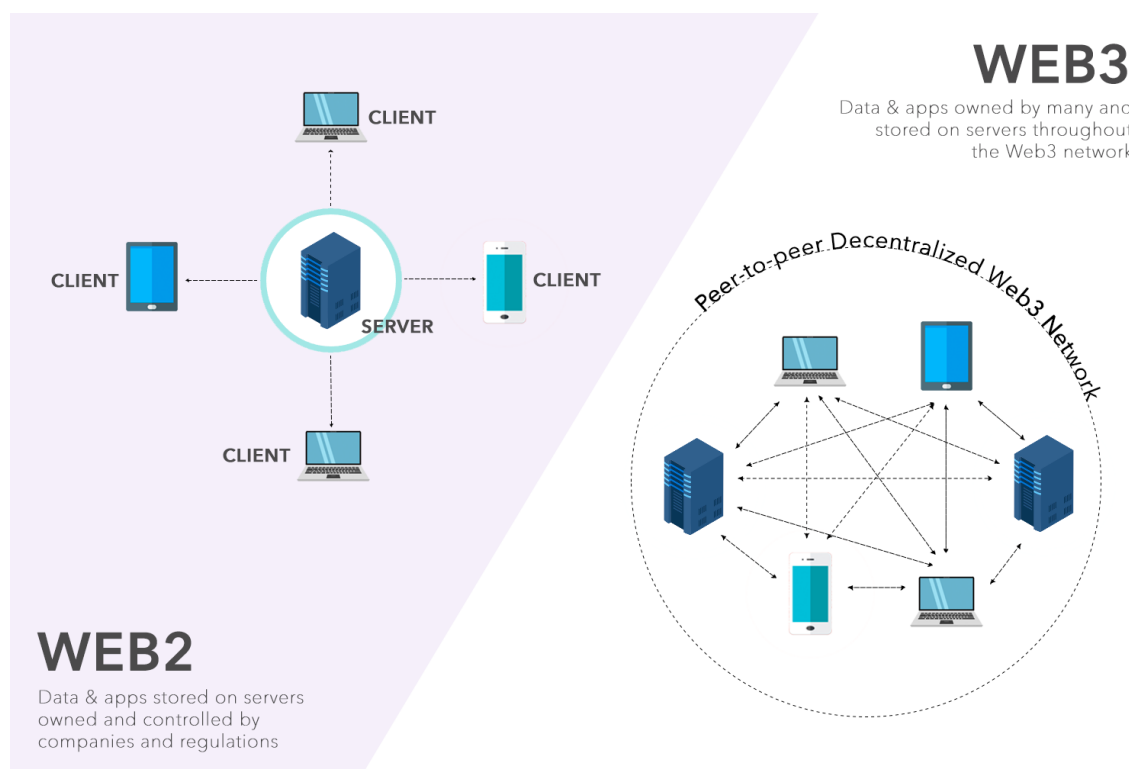 WEB3
Data & apps owned by many and
stored on servers throughout
the Web3 network
CLIENT
CLIENT
CLIENT
SERVER
CLIENT
Peer-to-peer Decentralized Web3 Network
WEB2
Data & apps stored on servers
owned and controlled by
companies and regulations